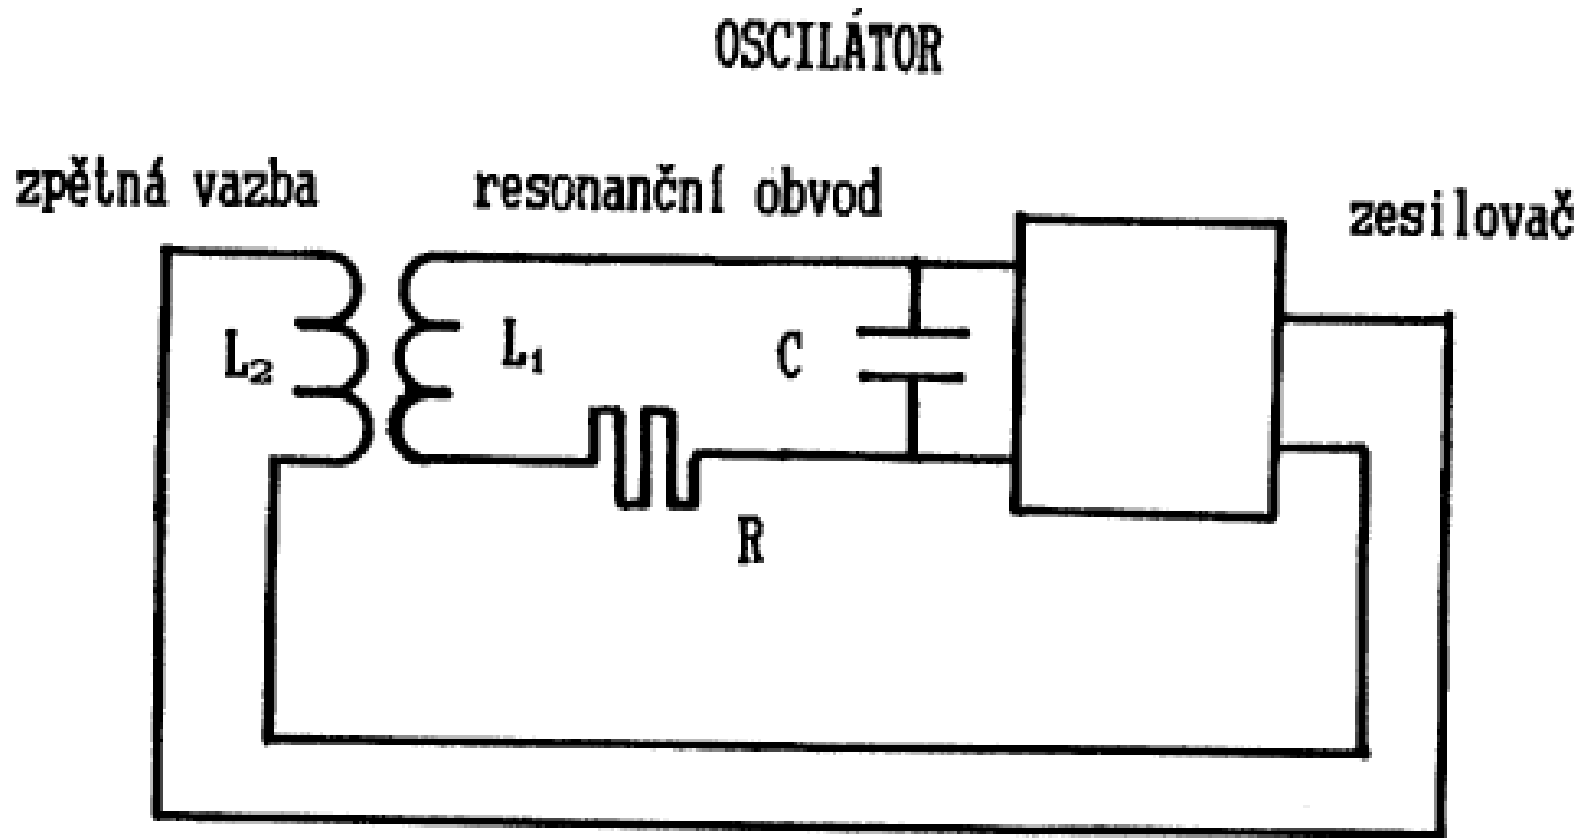 OSCILÁTOR
zpětná vazba
resonanční obvod
zesilovač
L₂
L₁
C
R